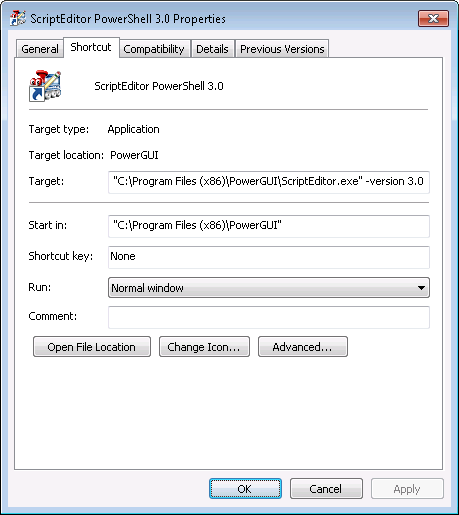 ScriptEditor PowerShell 3.0 Properties
General Shortcut Compatibility Details Previous Versions
ScriptEditor PowerShell 3.0
Target type: Application
Target location: PowerGUI
Target: "C:\Program Files (x86)\PowerGUI\ScriptEditor.exe" -version 3.0
Start in: "C:\Program Files (x86)\PowerGUI"
Shortcut key: None
Run: Normal window
Comment:
Open File Location Change Icon... Advanced...
OK Cancel Apply